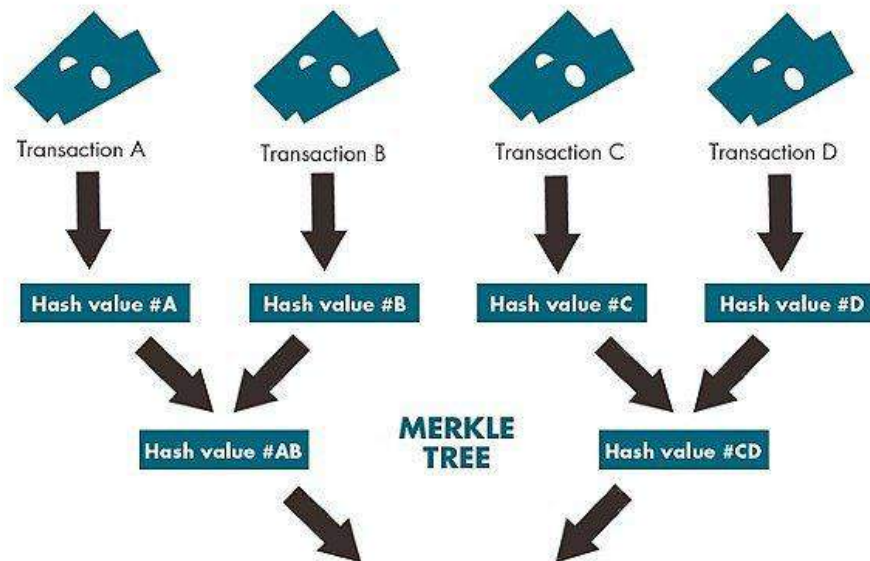 Transaction A
Transaction B
Transaction C
Transaction D
Hash value #A
Hash value #B
Hash value #C
Hash value #D
MERKLE
TREE
Hash value #AB
Hash value #CD